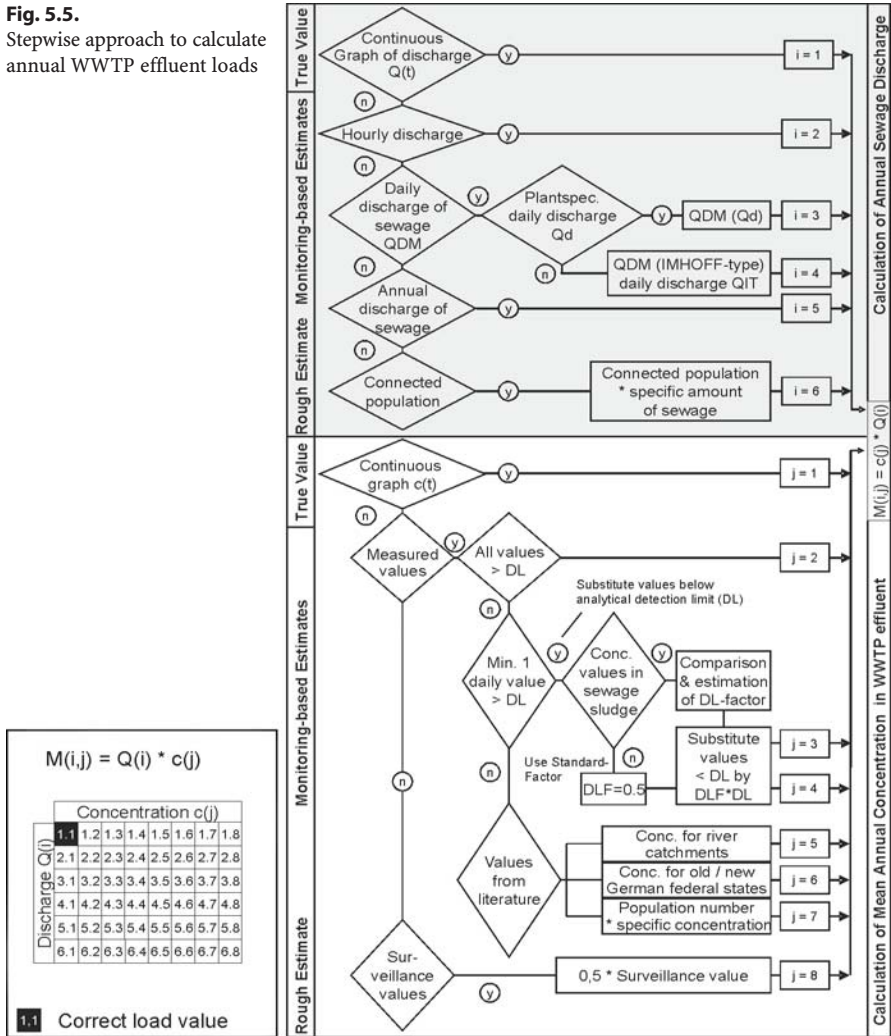 Fig. 5.5.
Stepwise approach to calculate
annual WWTP effluent loads
True Value
Monitoring-based Estimates
Rough Estimate
Calculation of Annual Sewage Discharge
Continuous
Graph of discharge
Q(t)
y
i = 1
n
Hourly discharge
y
i = 2
n
Daily
discharge of
sewage
QDM
y
Plantspec.
daily discharge
Qd
y
QDM (Qd)
i = 3
n
QDM (IMHOFF-type)
daily discharge QIT
i = 4
n
Annual
discharge of
sewage
y
i = 5
n
Connected
population
y
Connected population
* specific amount
of sewage
i = 6
M(i,j) = c(j) * Q(i)
True Value
Monitoring-based Estimates
Rough Estimate
Calculation of Mean Annual Concentration in WWTP effluent
Continuous
graph c(t)
y
j = 1
n
Measured
values
y
All values
> DL
j = 2
n
Substitute values below
analytical detection limit (DL)
Min. 1
daily value
> DL
y
Conc.
values in
sewage
sludge
y
Comparison
& estimation
of DL-factor
n
Use Standard-
Factor
n
DLF=0.5
Substitute
values
< DL by
DLF*DL
j = 3
j = 4
n
Values
from
literature
Conc. for river
catchments
j = 5
Conc. for old / new
German federal states
j = 6
Population number
* specific concentration
j = 7
Sur-
veillance
values
y
0,5 * Surveillance value
j = 8
M(i,j) = Q(i) * c(j)
Concentration c(j)
Discharge Q(i)
1.1 1.2 1.3 1.4 1.5 1.6 1.7 1.8
2.1 2.2 2.3 2.4 2.5 2.6 2.7 2.8
3.1 3.2 3.3 3.4 3.5 3.6 3.7 3.8
4.1 4.2 4.3 4.4 4.5 4.6 4.7 4.8
5.1 5.2 5.3 5.4 5.5 5.6 5.7 5.8
6.1 6.2 6.3 6.4 6.5 6.6 6.7 6.8
1,1 Correct load value